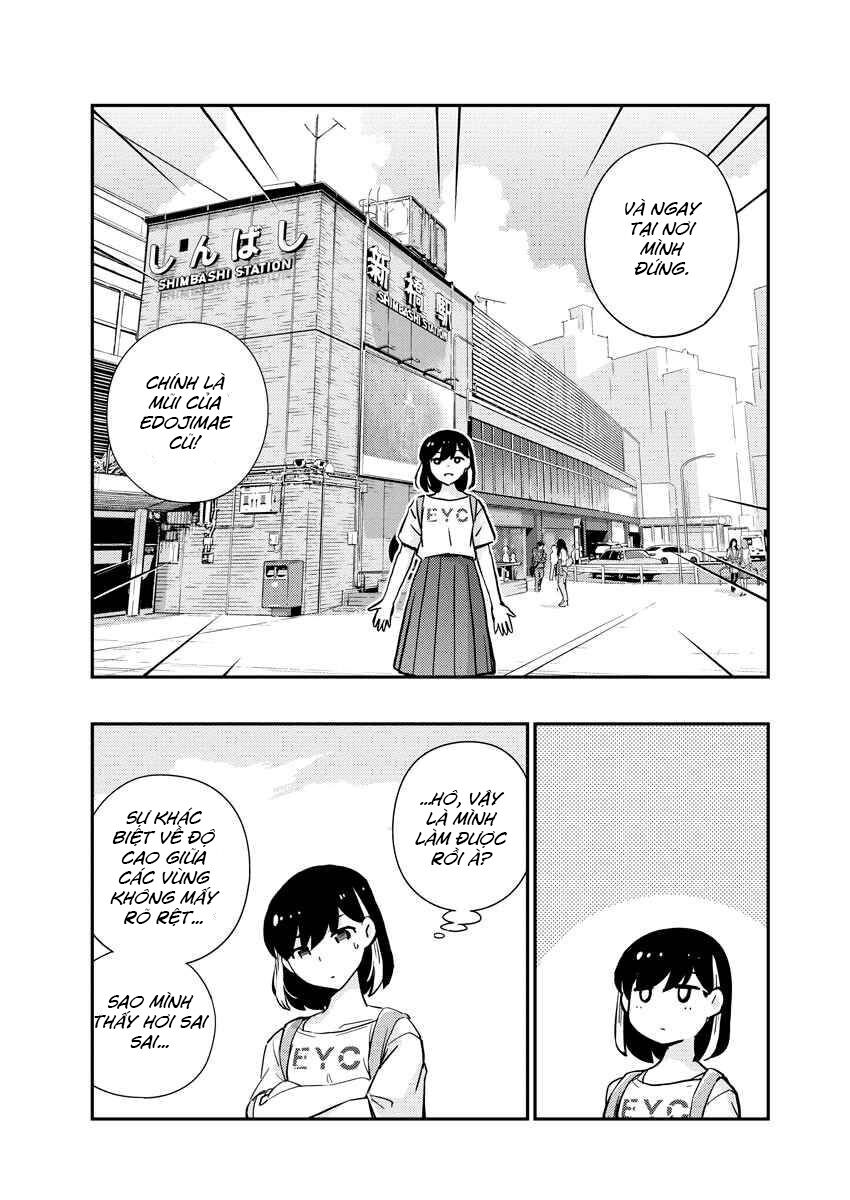 VÀ NGAY
TẠI NƠI
MÌNH
ĐỨNG.
しんばし
SHIMBASHI STATION
新橋駅
SHIMBASHI STATION
CHÍNH LÀ
MÙI CỦA
EDOJIMAE
CŨ!
EYC
...HÔ, VẬY
LÀ MÌNH
LÀM ĐƯỢC
RỒI À?
SỰ KHÁC
BIỆT VỀ ĐỘ
CAO GIỮA
CÁC VÙNG
KHÔNG MẤY
RÕ RỆT...
SAO MÌNH
THẤY HƠI SAI
SAI...
EYC
EYC